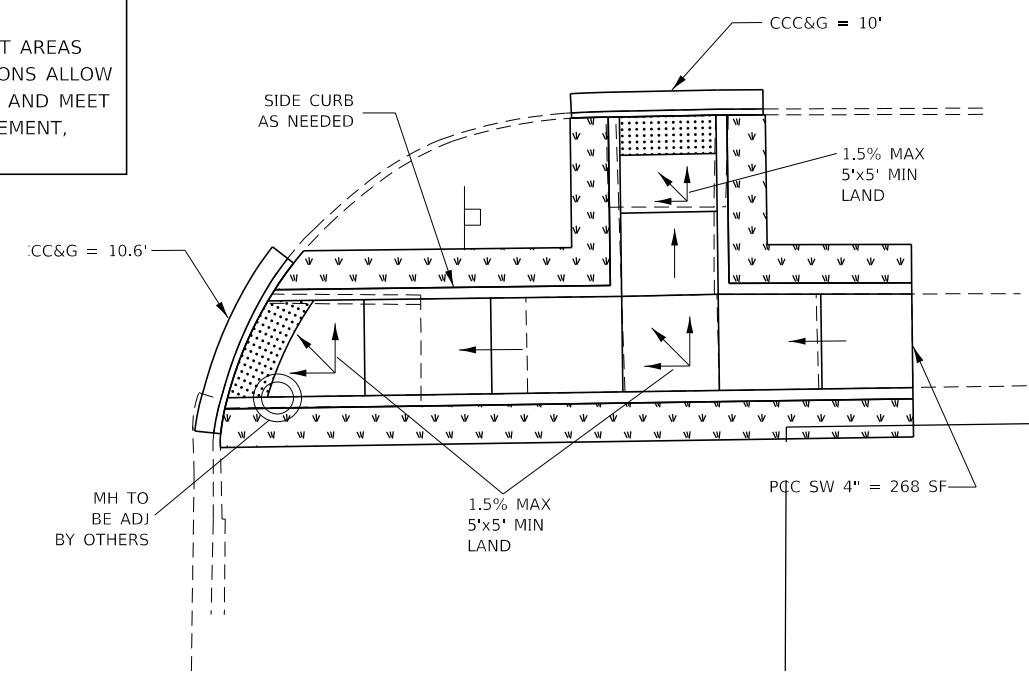 T AREAS
ONS ALLOW
AND MEET
EMENT,
CCC&G = 10'
SIDE CURB
AS NEEDED
1.5% MAX
5'x5' MIN
LAND
CC&G = 10.6'
MH TO
BE ADJ
BY OTHERS
1.5% MAX
5'x5' MIN
LAND
PCC SW 4" = 268 SF